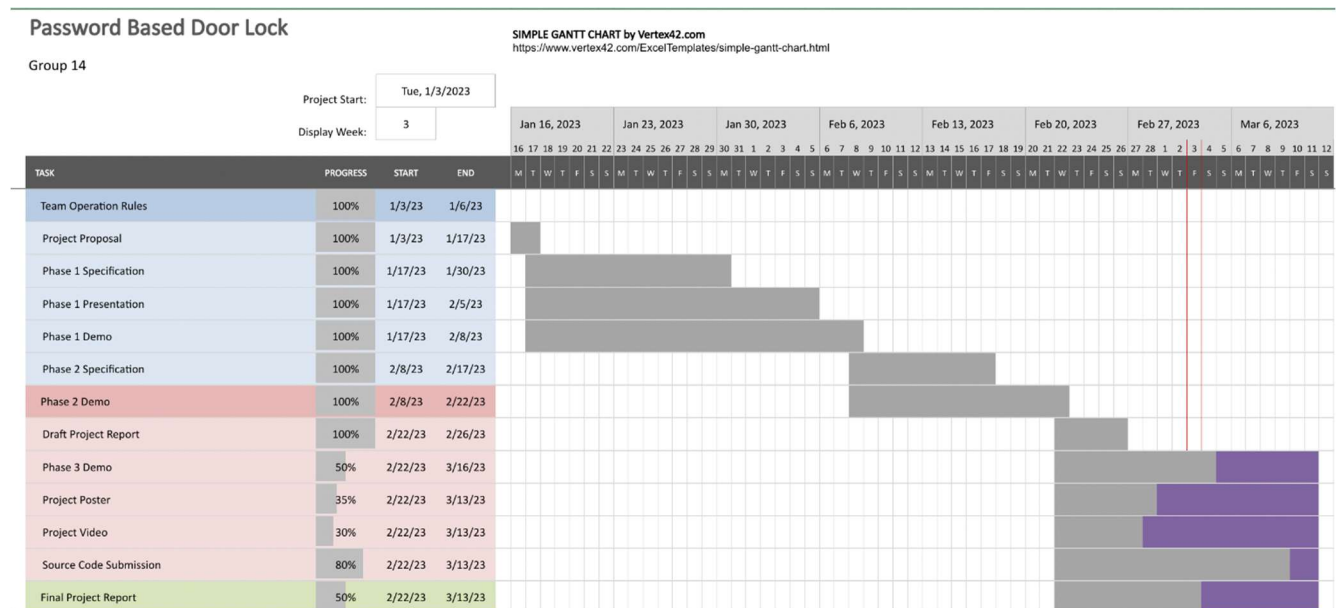 Password Based Door Lock
SIMPLE GANTT CHART by Vertex42.com
https://www.vertex42.com/ExcelTemplates/simple-gantt-chart.html
Group 14
Project Start: Tue, 1/3/2023
Display Week: 3
Jan 16, 2023 Jan 23, 2023 Jan 30, 2023 Feb 6, 2023 Feb 13, 2023 Feb 20, 2023 Feb 27, 2023 Mar 6, 2023
16 17 18 19 20 21 22 23 24 25 26 27 28 29 30 31 1 2 3 4 5 6 7 8 9 10 11 12 13 14 15 16 17 18 19 20 21 22 23 24 25 26 27 28 1 2 3 4 5 6 7 8 9 10 11 12
TASK PROGRESS START END M T W T F S S M T W T F S S M T W T F S S M T W T F S S M T W T F S S M T W T F S S M T W T F S S M T W T F S S
Team Operation Rules 100% 1/3/23 1/6/23
Project Proposal 100% 1/3/23 1/17/23
Phase 1 Specification 100% 1/17/23 1/30/23
Phase 1 Presentation 100% 1/17/23 2/5/23
Phase 1 Demo 100% 1/17/23 2/8/23
Phase 2 Specification 100% 2/8/23 2/17/23
Phase 2 Demo 100% 2/8/23 2/22/23
Draft Project Report 100% 2/22/23 2/26/23
Phase 3 Demo 50% 2/22/23 3/16/23
Project Poster 35% 2/22/23 3/13/23
Project Video 30% 2/22/23 3/13/23
Source Code Submission 80% 2/22/23 3/13/23
Final Project Report 50% 2/22/23 3/13/23